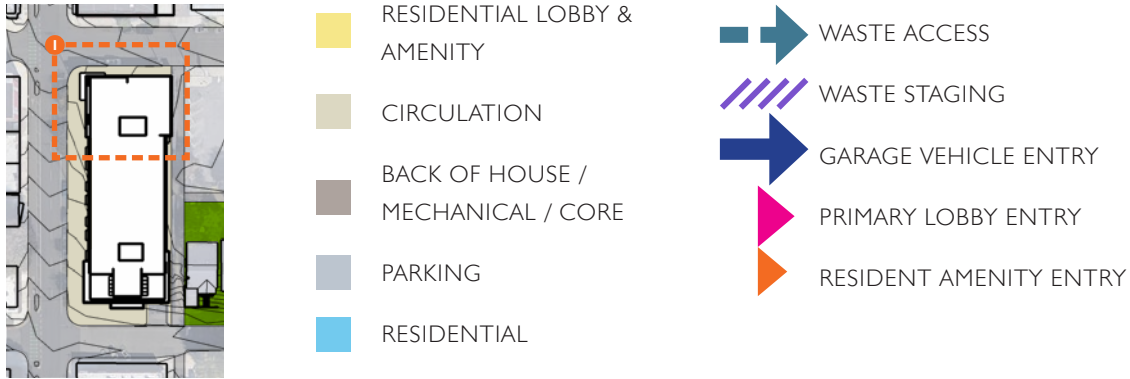 I
RESIDENTIAL LOBBY &
AMENITY
CIRCULATION
BACK OF HOUSE /
MECHANICAL / CORE
PARKING
RESIDENTIAL
WASTE ACCESS
WASTE STAGING
GARAGE VEHICLE ENTRY
PRIMARY LOBBY ENTRY
RESIDENT AMENITY ENTRY